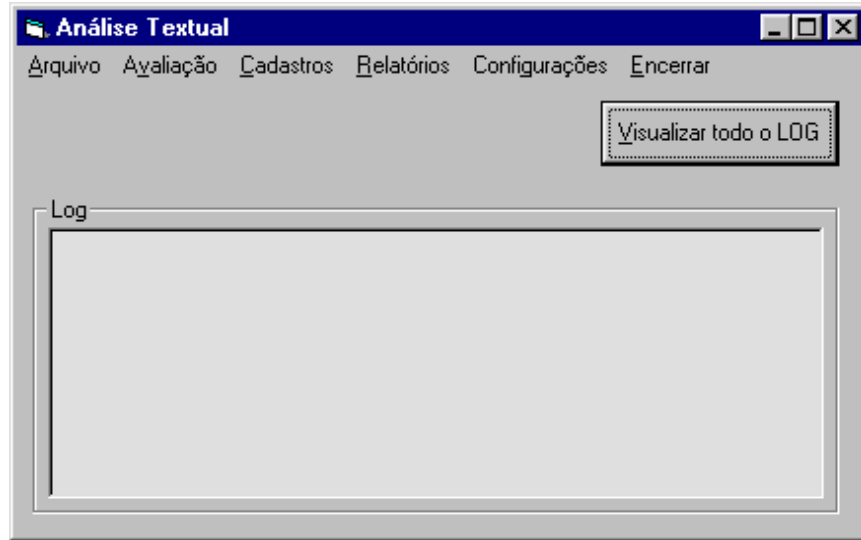 Análise Textual
Arquivo Avaliação Cadastros Relatórios Configurações Encerrar
Visualizar todo o LOG
Log